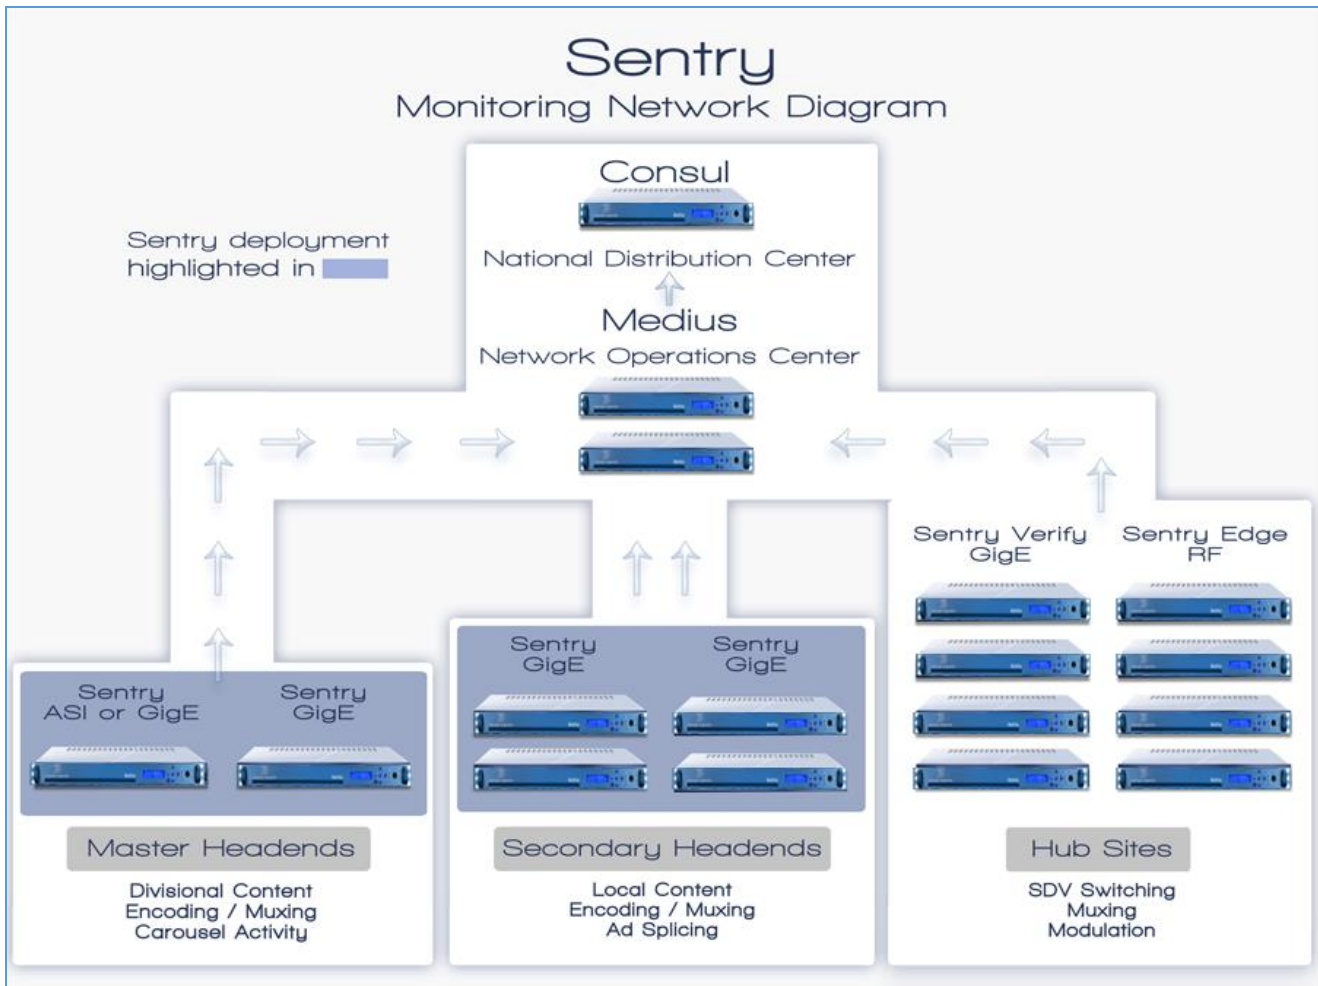 Sentry
Monitoring Network Diagram
Consul
National Distribution Center
Sentry deployment
highlighted in
Medius
Network Operations Center
Sentry Verify
GigE
Sentry Edge
RF
Sentry
ASI or GigE
Sentry
GigE
Sentry
GigE
Sentry
GigE
Master Headends
Divisional Content
Encoding / Muxing
Carousel Activity
Secondary Headends
Local Content
Encoding / Muxing
Ad Splicing
Hub Sites
SDV Switching
Muxing
Modulation